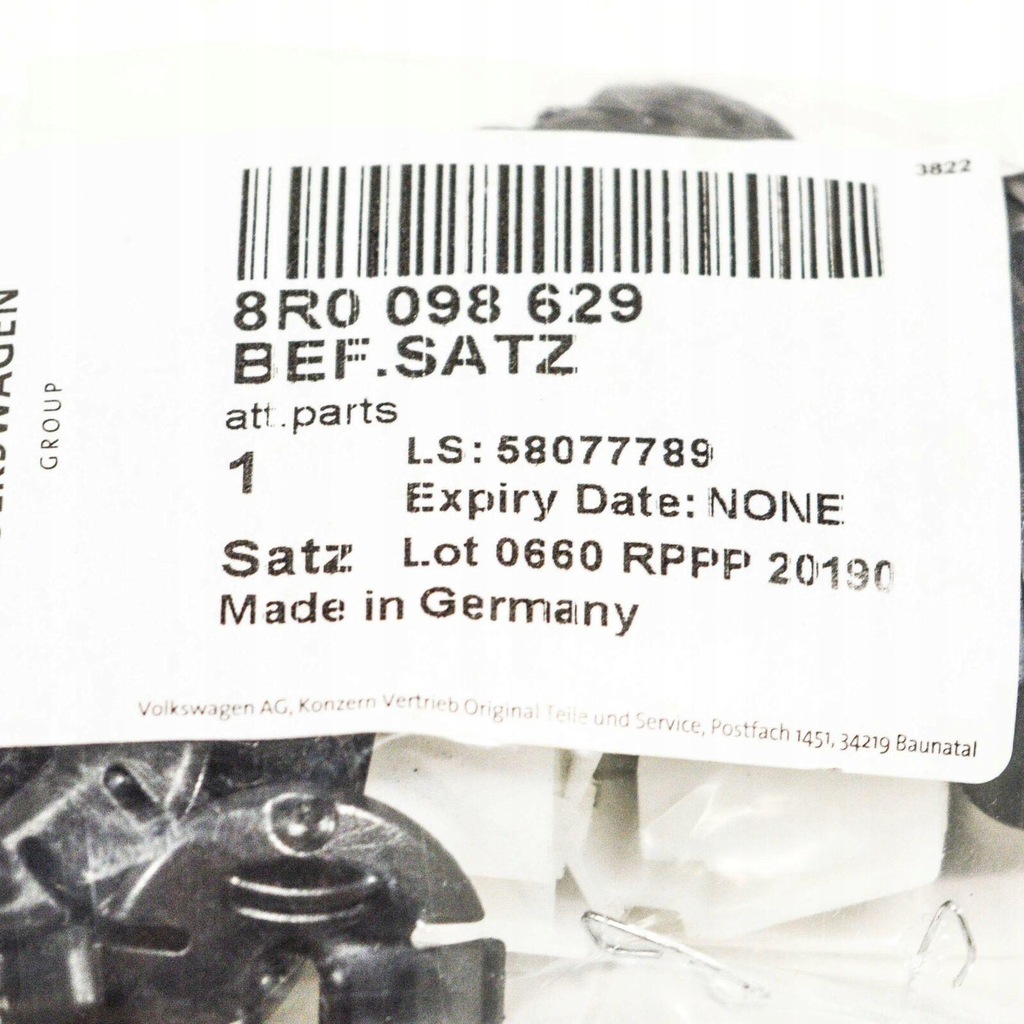 3822
8R0 098 629
BEF.SATZ
att.parts
1
LS: 58077789
Expiry Date: NONE
Satz
Lot 0660 RPPP 20190
Made in Germany
Volkswagen AG, Konzern Vertrieb Original Teile und Service, Postfach 1451, 34219 Baunatal
GROUP